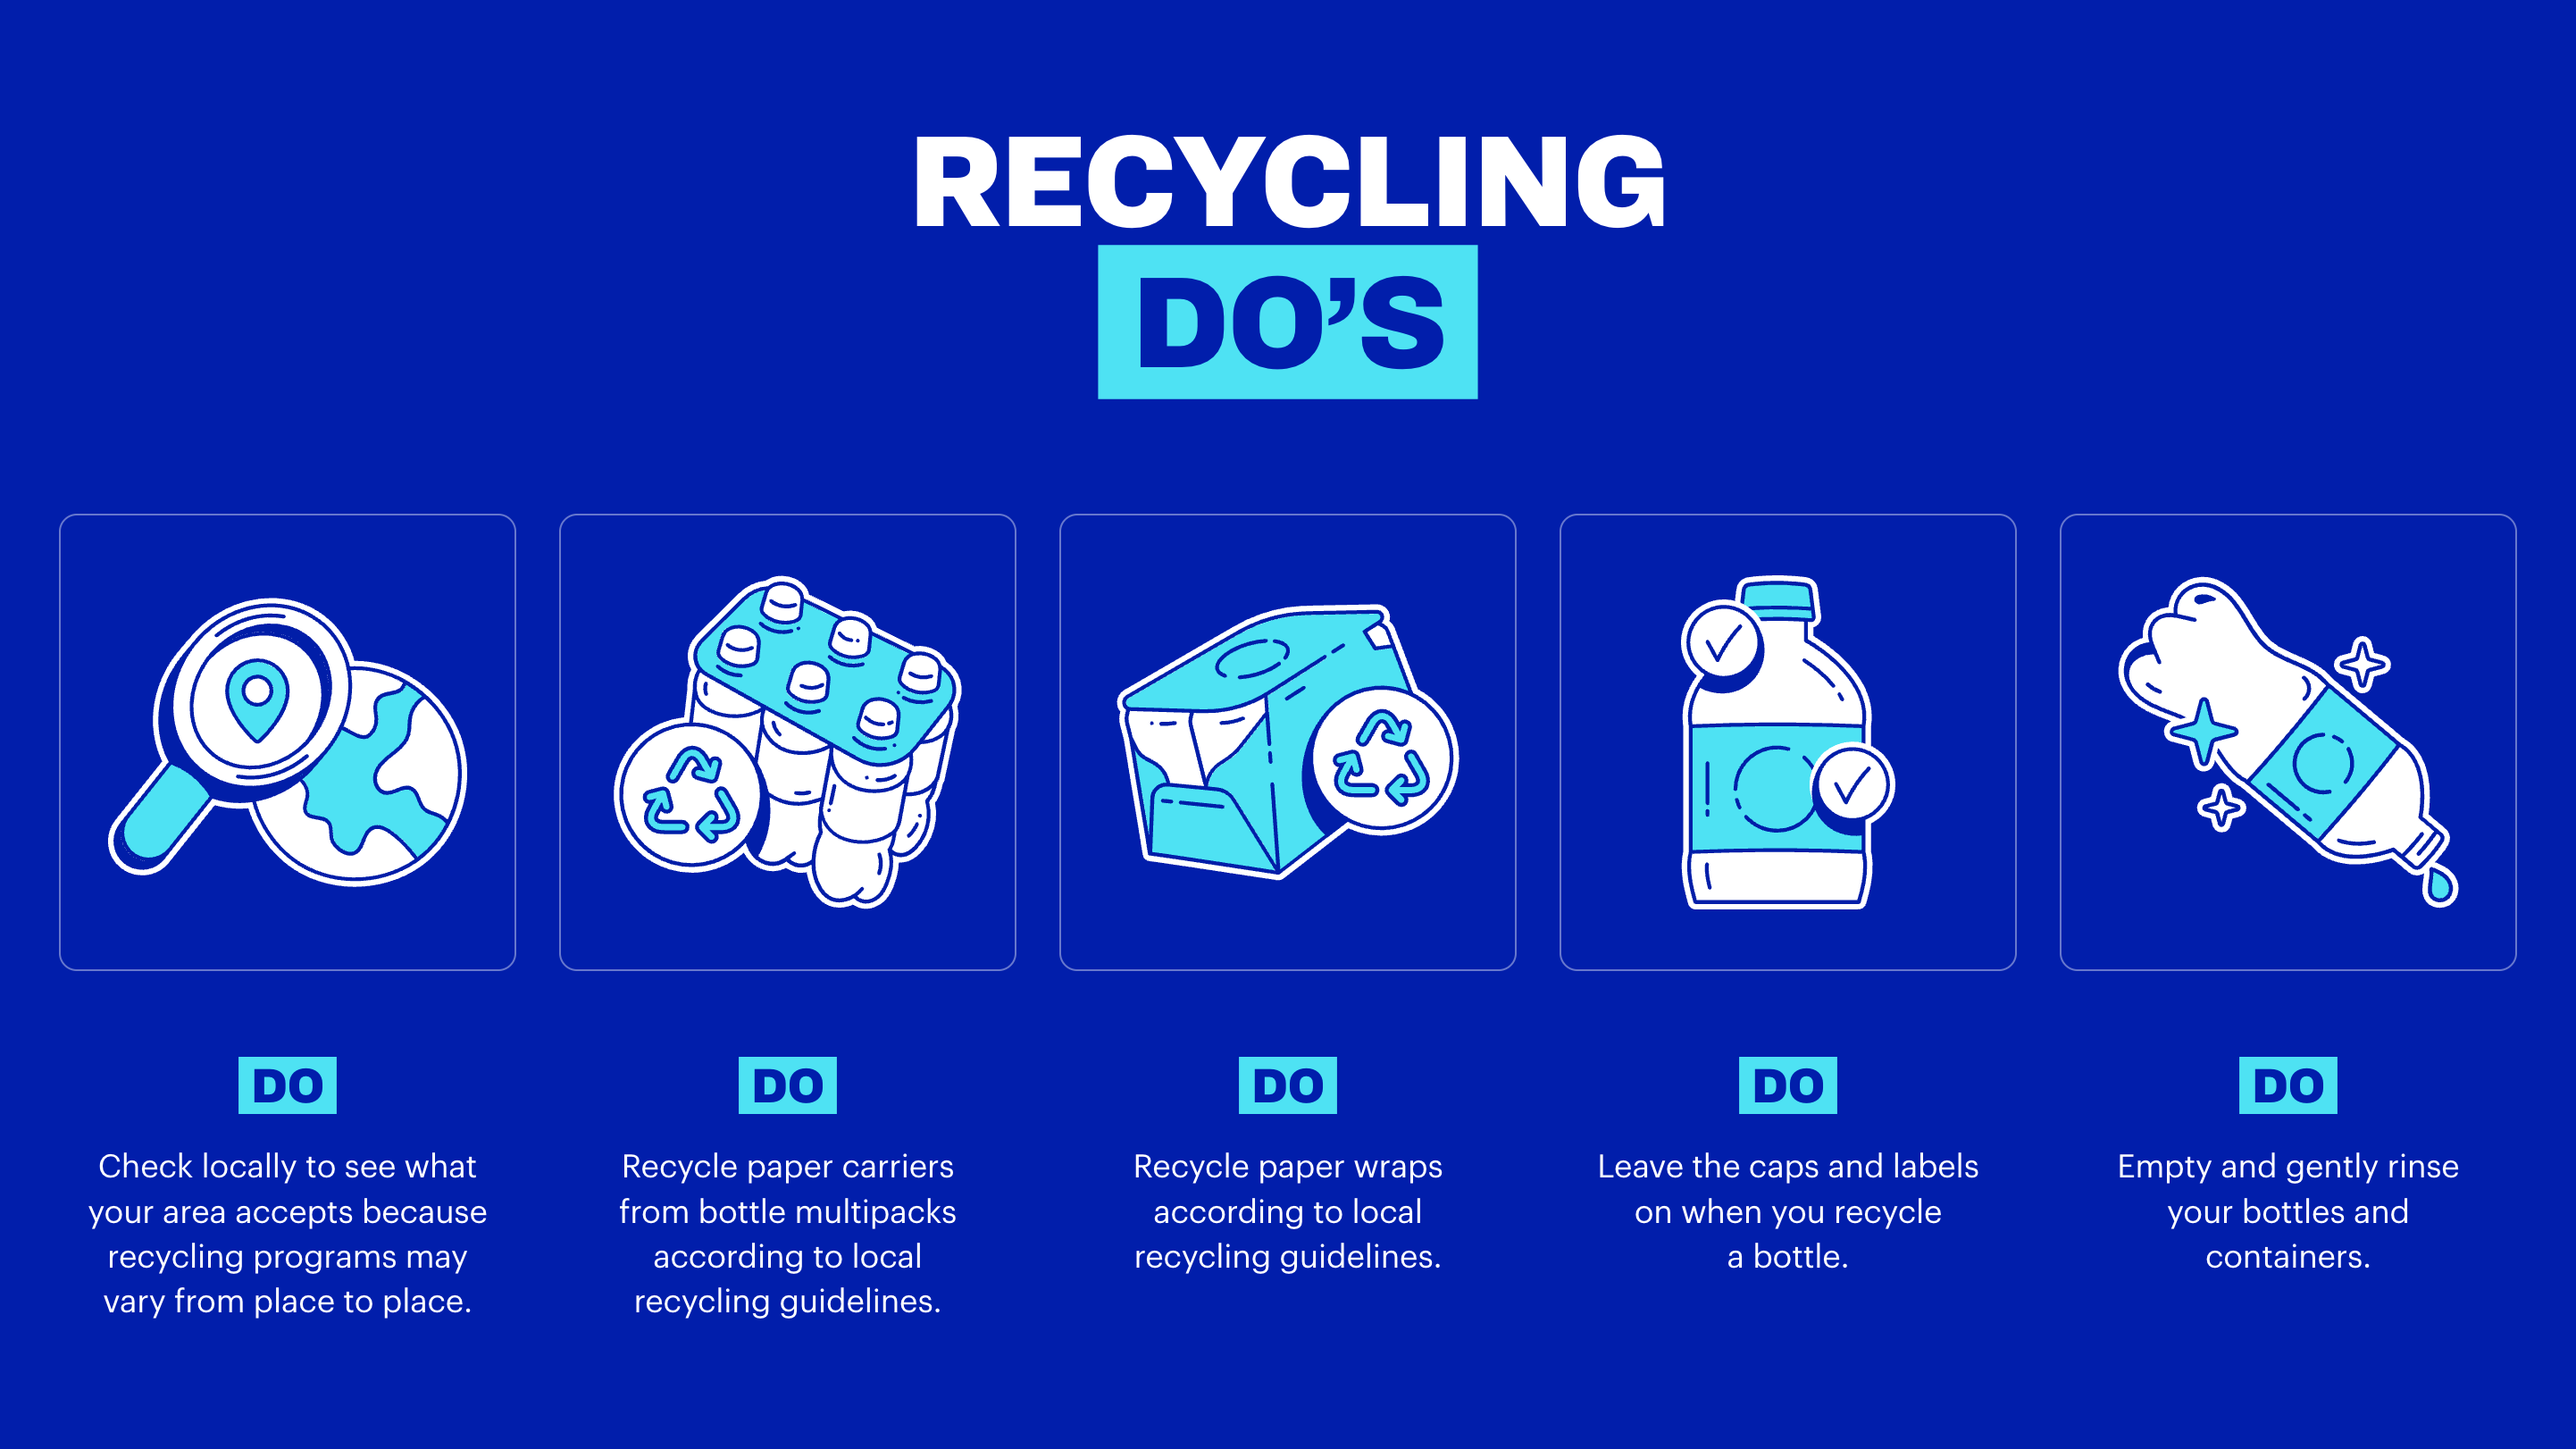 RECYCLING
DO’S
DO
Check locally to see what
your area accepts because
recycling programs may
vary from place to place.
DO
Recycle paper carriers
from bottle multipacks
according to local
recycling guidelines.
DO
Recycle paper wraps
according to local
recycling guidelines.
DO
Leave the caps and labels
on when you recycle
a bottle.
DO
Empty and gently rinse
your bottles and
containers.